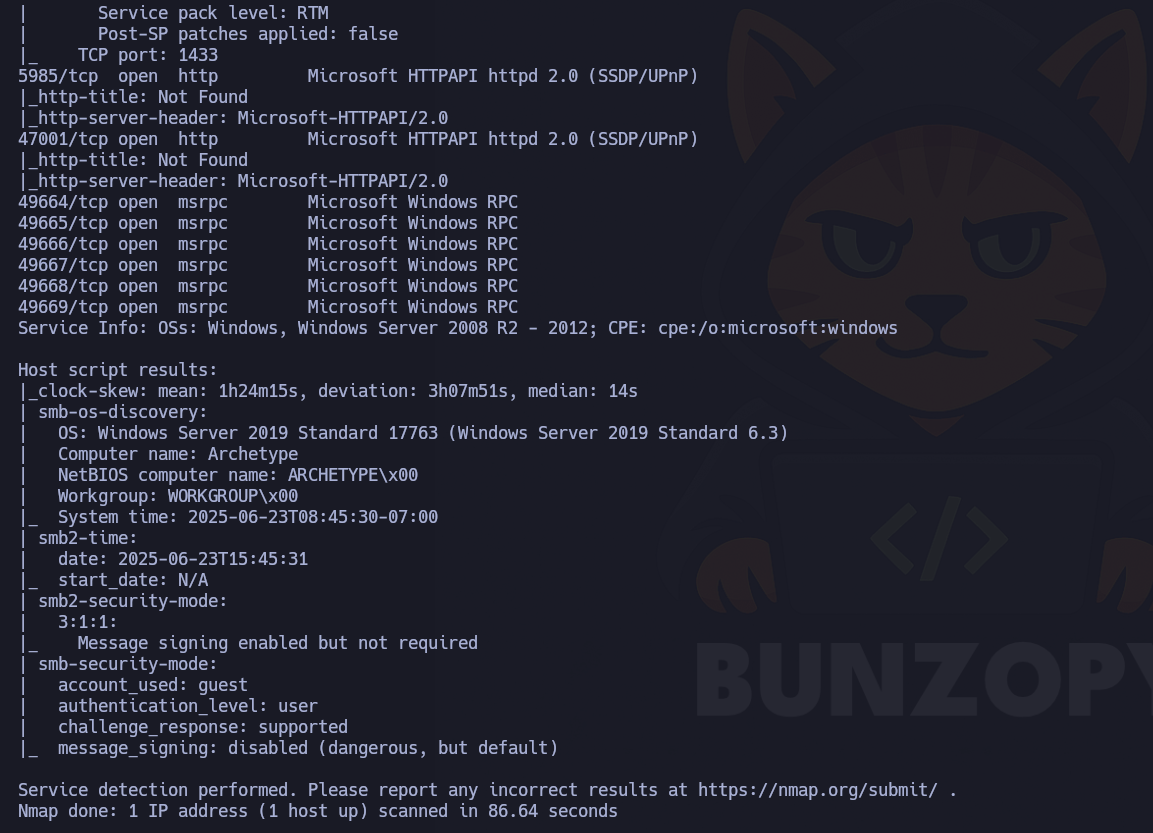 |       Service pack level: RTM
|       Post-SP patches applied: false
|_    TCP port: 1433
5985/tcp  open  http         Microsoft HTTPAPI httpd 2.0 (SSDP/UPnP)
|_http-title: Not Found
|_http-server-header: Microsoft-HTTPAPI/2.0
47001/tcp open  http         Microsoft HTTPAPI httpd 2.0 (SSDP/UPnP)
|_http-title: Not Found
|_http-server-header: Microsoft-HTTPAPI/2.0
49664/tcp open  msrpc        Microsoft Windows RPC
49665/tcp open  msrpc        Microsoft Windows RPC
49666/tcp open  msrpc        Microsoft Windows RPC
49667/tcp open  msrpc        Microsoft Windows RPC
49668/tcp open  msrpc        Microsoft Windows RPC
49669/tcp open  msrpc        Microsoft Windows RPC
Service Info: OSs: Windows, Windows Server 2008 R2 - 2012; CPE: cpe:/o:microsoft:windows

Host script results:
|_clock-skew: mean: 1h24m15s, deviation: 3h07m51s, median: 14s
| smb-os-discovery:
|   OS: Windows Server 2019 Standard 17763 (Windows Server 2019 Standard 6.3)
|   Computer name: Archetype
|   NetBIOS computer name: ARCHETYPE\x00
|   Workgroup: WORKGROUP\x00
|_  System time: 2025-06-23T08:45:30-07:00
| smb2-time:
|   date: 2025-06-23T15:45:31
|_  start_date: N/A
| smb2-security-mode:
|   3:1:1:
|_    Message signing enabled but not required
| smb-security-mode:
|   account_used: guest
|   authentication_level: user
|   challenge_response: supported
|_  message_signing: disabled (dangerous, but default)

Service detection performed. Please report any incorrect results at https://nmap.org/submit/ .
Nmap done: 1 IP address (1 host up) scanned in 86.64 seconds
</>
BUNZOPY